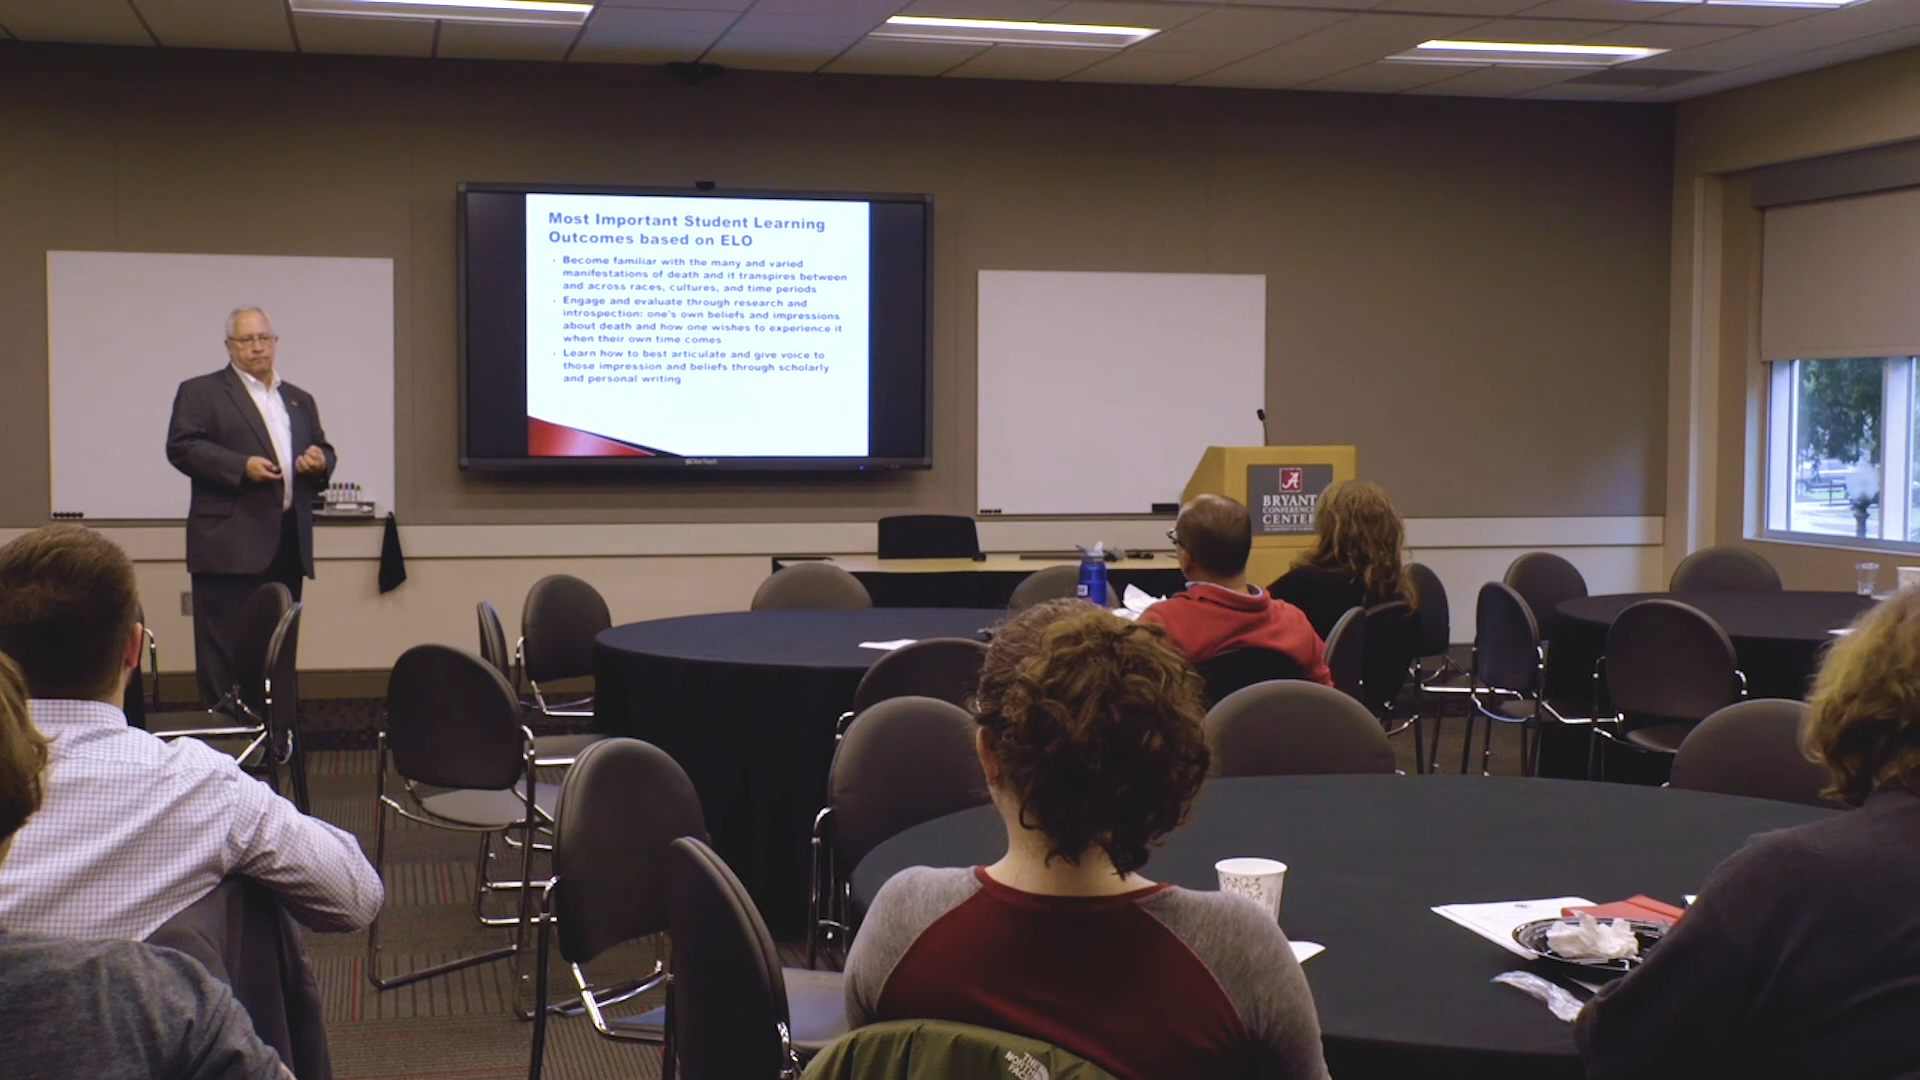 Most Important Student Learning
Outcomes based on ELO
· Become familiar with the many and varied
manifestations of death and it transpires between
and across races, cultures, and time periods
· Engage and evaluate through research and
introspection: one's own beliefs and impressions
about death and how one wishes to experience it
when their own time comes
· Learn how to best articulate and give voice to
those impression and beliefs through scholarly
and personal writing
A
BRYANT
CONFERENCE
CENTER
THE
NORTH
FACE